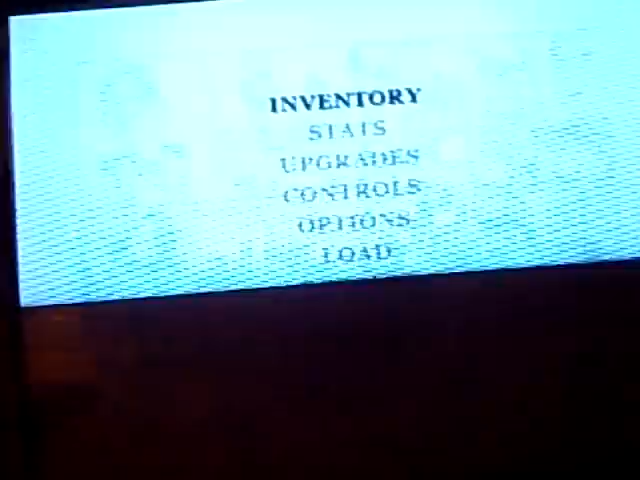 INVENTORY
STATS
UPGRADES
CONTROLS
OPTIONS
LOAD